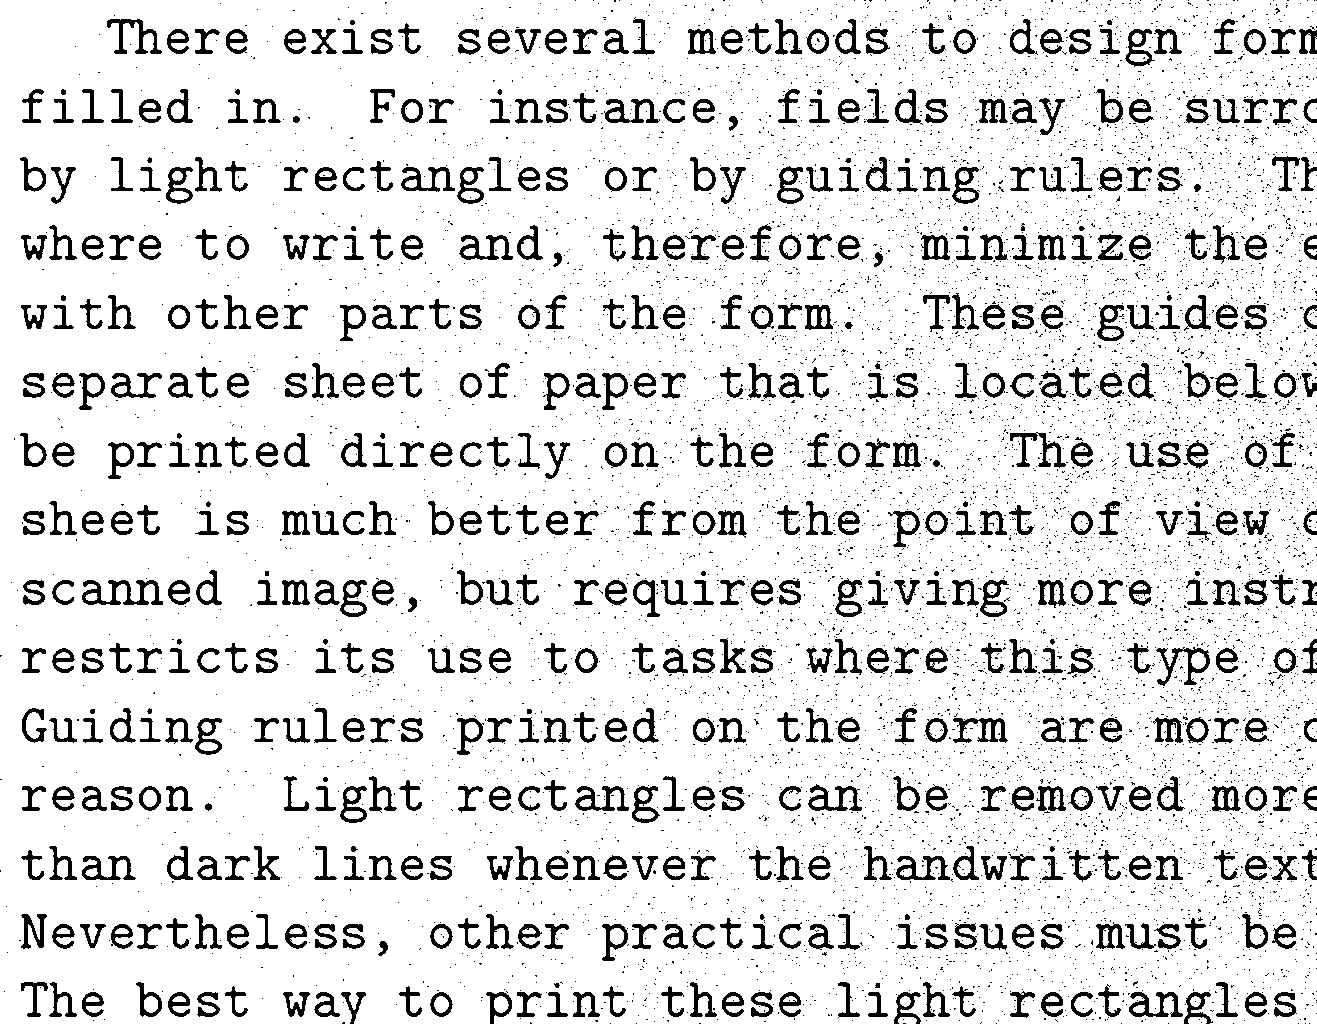 There exist several methods to design form
filled in. For instance, fields may be surro
by light rectangles or by guiding rulers. Th
where to write and, therefore, minimize the e
with other parts of the form. These guides c
separate sheet of paper that is located below
be printed directly on the form. The use of
sheet is much better from the point of view o
scanned image, but requires giving more instr
restricts its use to tasks where this type of
Guiding rulers printed on the form are more c
reason. Light rectangles can be removed more
than dark lines whenever the handwritten text
Nevertheless, other practical issues must be
The best way to print these light rectangles